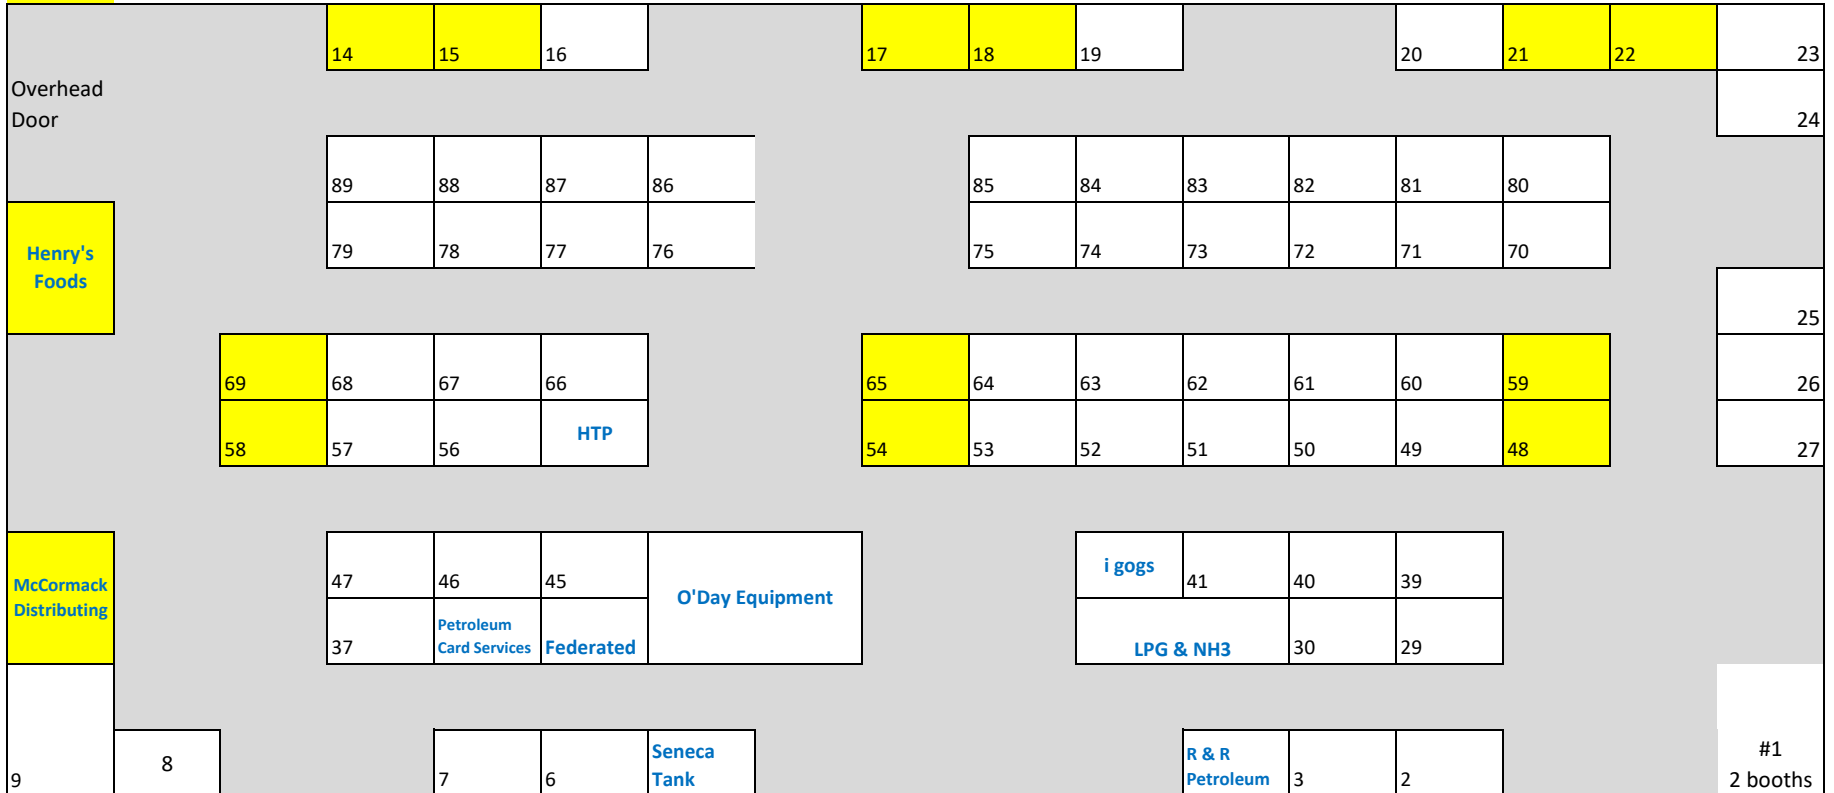 14 15 16 17 18 19 20 21 22 23
Overhead
Door
24
89 88 87 86 85 84 83 82 81 80
Henry's
Foods
79 78 77 76 75 74 73 72 71 70
25
69 68 67 66 65 64 63 62 61 60 59 26
58 57 56 HTP 54 53 52 51 50 49 48 27
McCormack
Distributing
47 46 45 O'Day Equipment i gogs 41 40 39
37 Petroleum
Card Services Federated LPG & NH3 30 29
9 8 7 6 Seneca
Tank
R & R
Petroleum 3 2
#1
2 booths